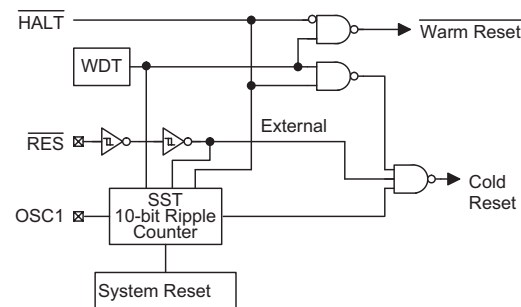 HALT
Warm Reset
WDT
External
RES
Cold
Reset
SST
10-bit Ripple
Counter
OSC1
System Reset